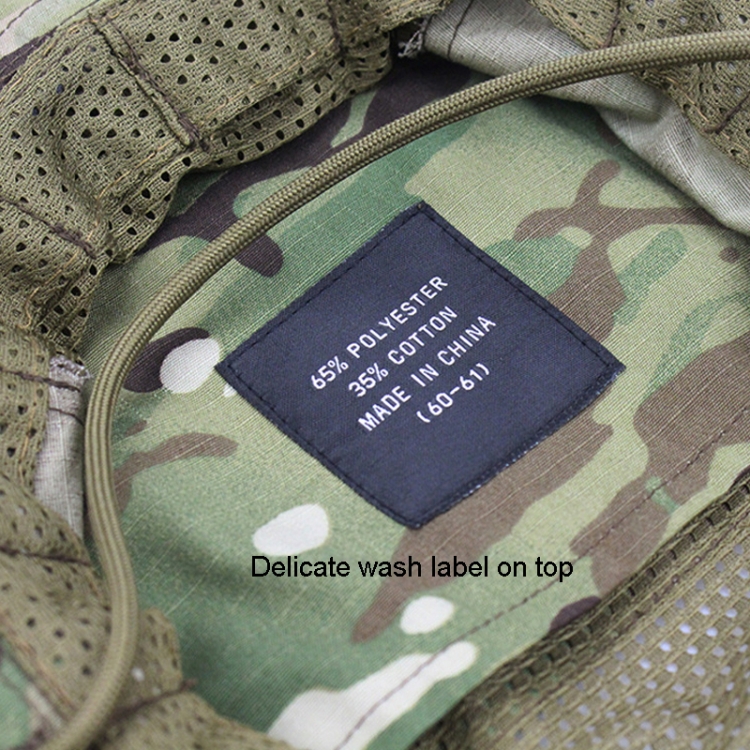 65% POLYESTER
35% COTTON
MADE IN CHINA
(60-61)
Delicate wash label on top